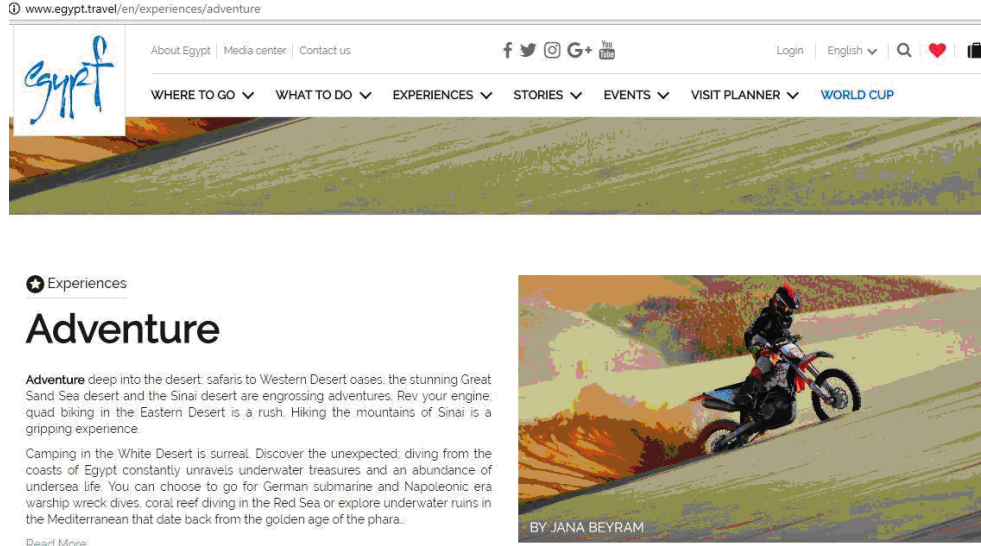 www.egypt.travel/en/experiences/adventure
About Egypt | Media center | Contact us
You Tube
Login | English
egypt
WHERE TO GO WHAT TO DO EXPERIENCES STORIES EVENTS VISIT PLANNER WORLD CUP
Experiences
Adventure
Adventure deep into the desert: safaris to Western Desert oases, the stunning Great
Sand Sea desert and the Sinai desert are engrossing adventures. Rev your engine;
quad biking in the Eastern Desert is a rush. Hiking the mountains of Sinai is a
gripping experience.
Camping in the White Desert is surreal. Discover the unexpected; diving from the
coasts of Egypt constantly unravels underwater treasures and an abundance of
undersea life. You can choose to go for German submarine and Napoleonic era
warship wreck dives, coral reef diving in the Red Sea or explore underwater ruins in
the Mediterranean that date back from the golden age of the phara...
Read More
BY JANA BEYRAM